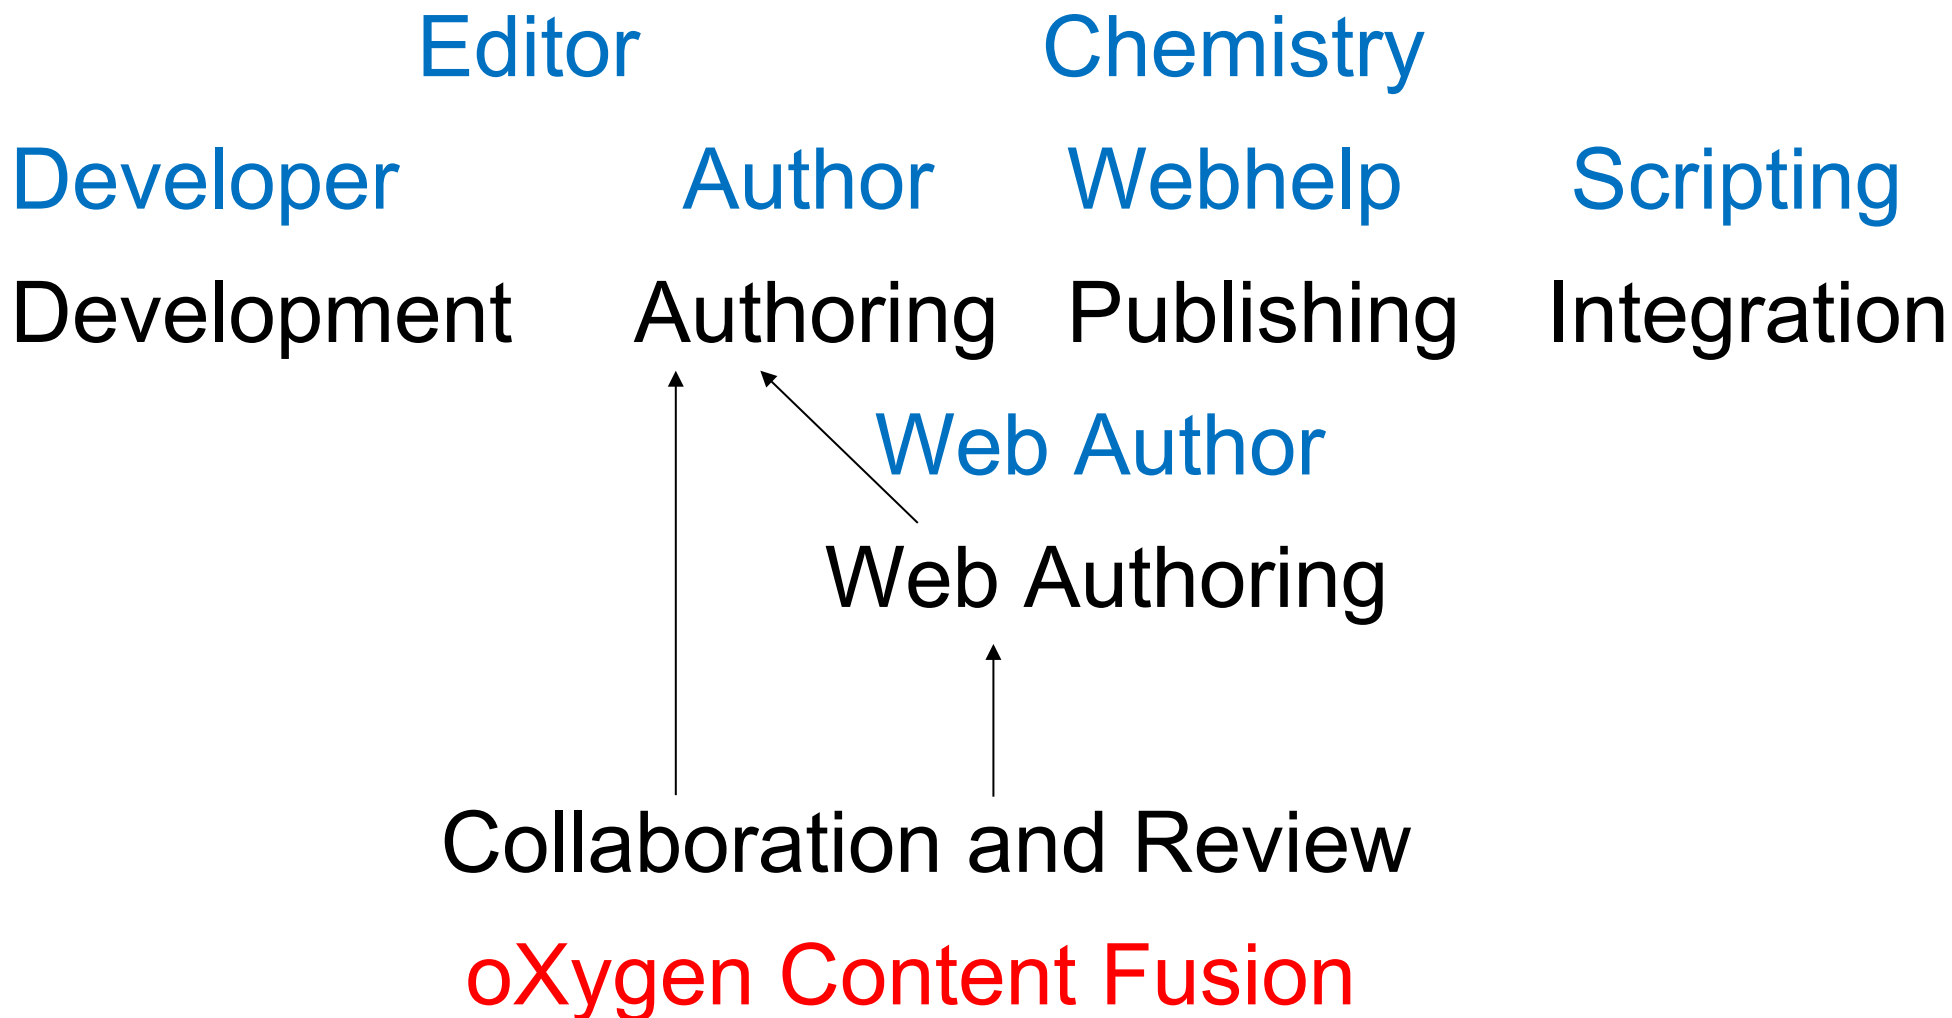 Editor Chemistry
Developer Author Webhelp Scripting
Development Authoring Publishing Integration
Web Author
Web Authoring
Collaboration and Review
oXygen Content Fusion